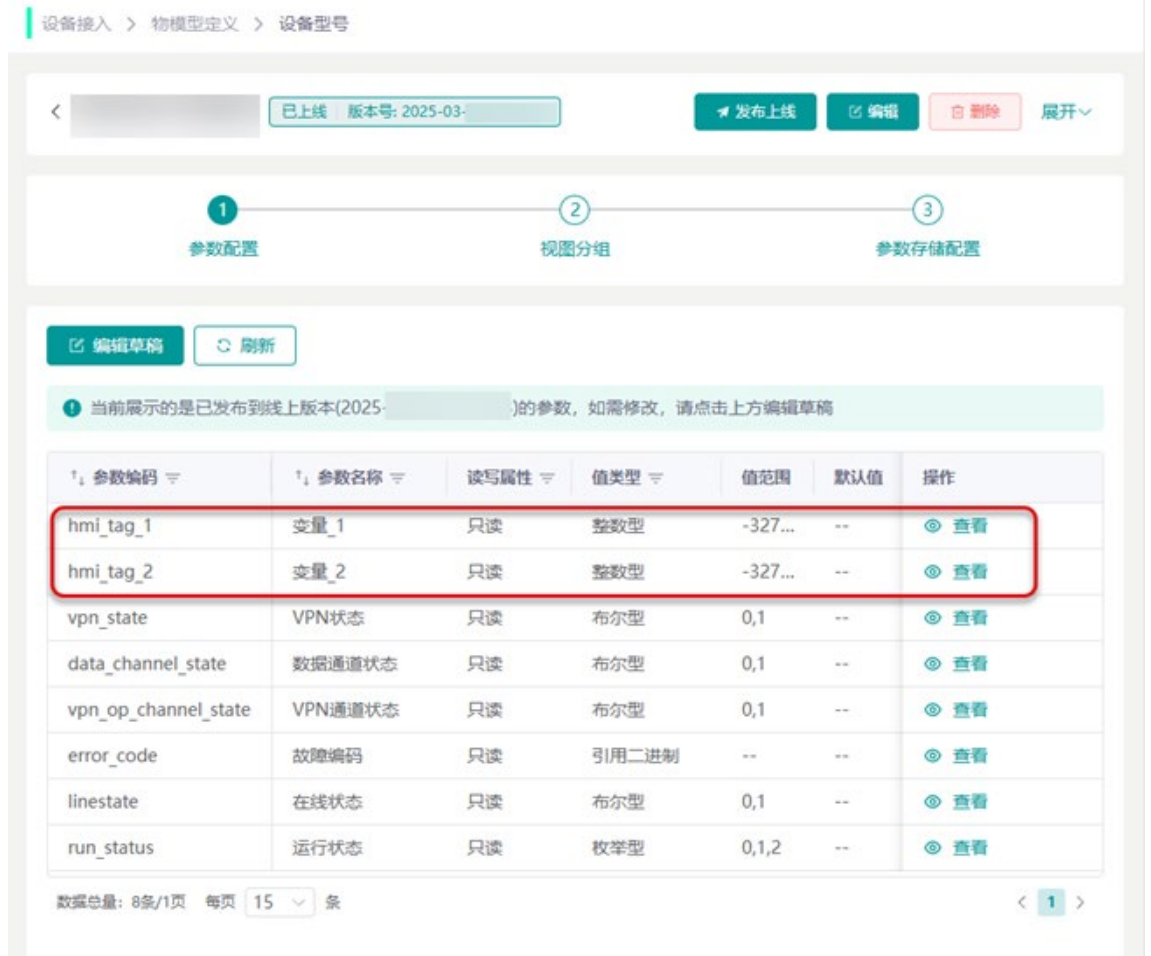 设备接入 > 物模型定义 > 设备型号
已上线 版本号: 2025-03-
发布上线 编辑 删除 展开
1 2 3
参数配置 视图分组 参数存储配置
编辑草稿 刷新
当前展示的是已发布到线上版本(2025- )的参数，如需修改，请点击上方编辑草稿
参数编码 参数名称 读写属性 值类型 值范围 默认值 操作
hmi_tag_1 变量_1 只读 整数型 -327... -- 查看
hmi_tag_2 变量_2 只读 整数型 -327... -- 查看
vpn_state VPN状态 只读 布尔型 0,1 -- 查看
data_channel_state 数据通道状态 只读 布尔型 0,1 -- 查看
vpn_op_channel_state VPN通道状态 只读 布尔型 0,1 -- 查看
error_code 故障编码 只读 引用二进制 -- -- 查看
linestate 在线状态 只读 布尔型 0,1 -- 查看
run_status 运行状态 只读 枚举型 0,1,2 -- 查看
数据总量: 8条/1页 每页 15 条 < 1 >